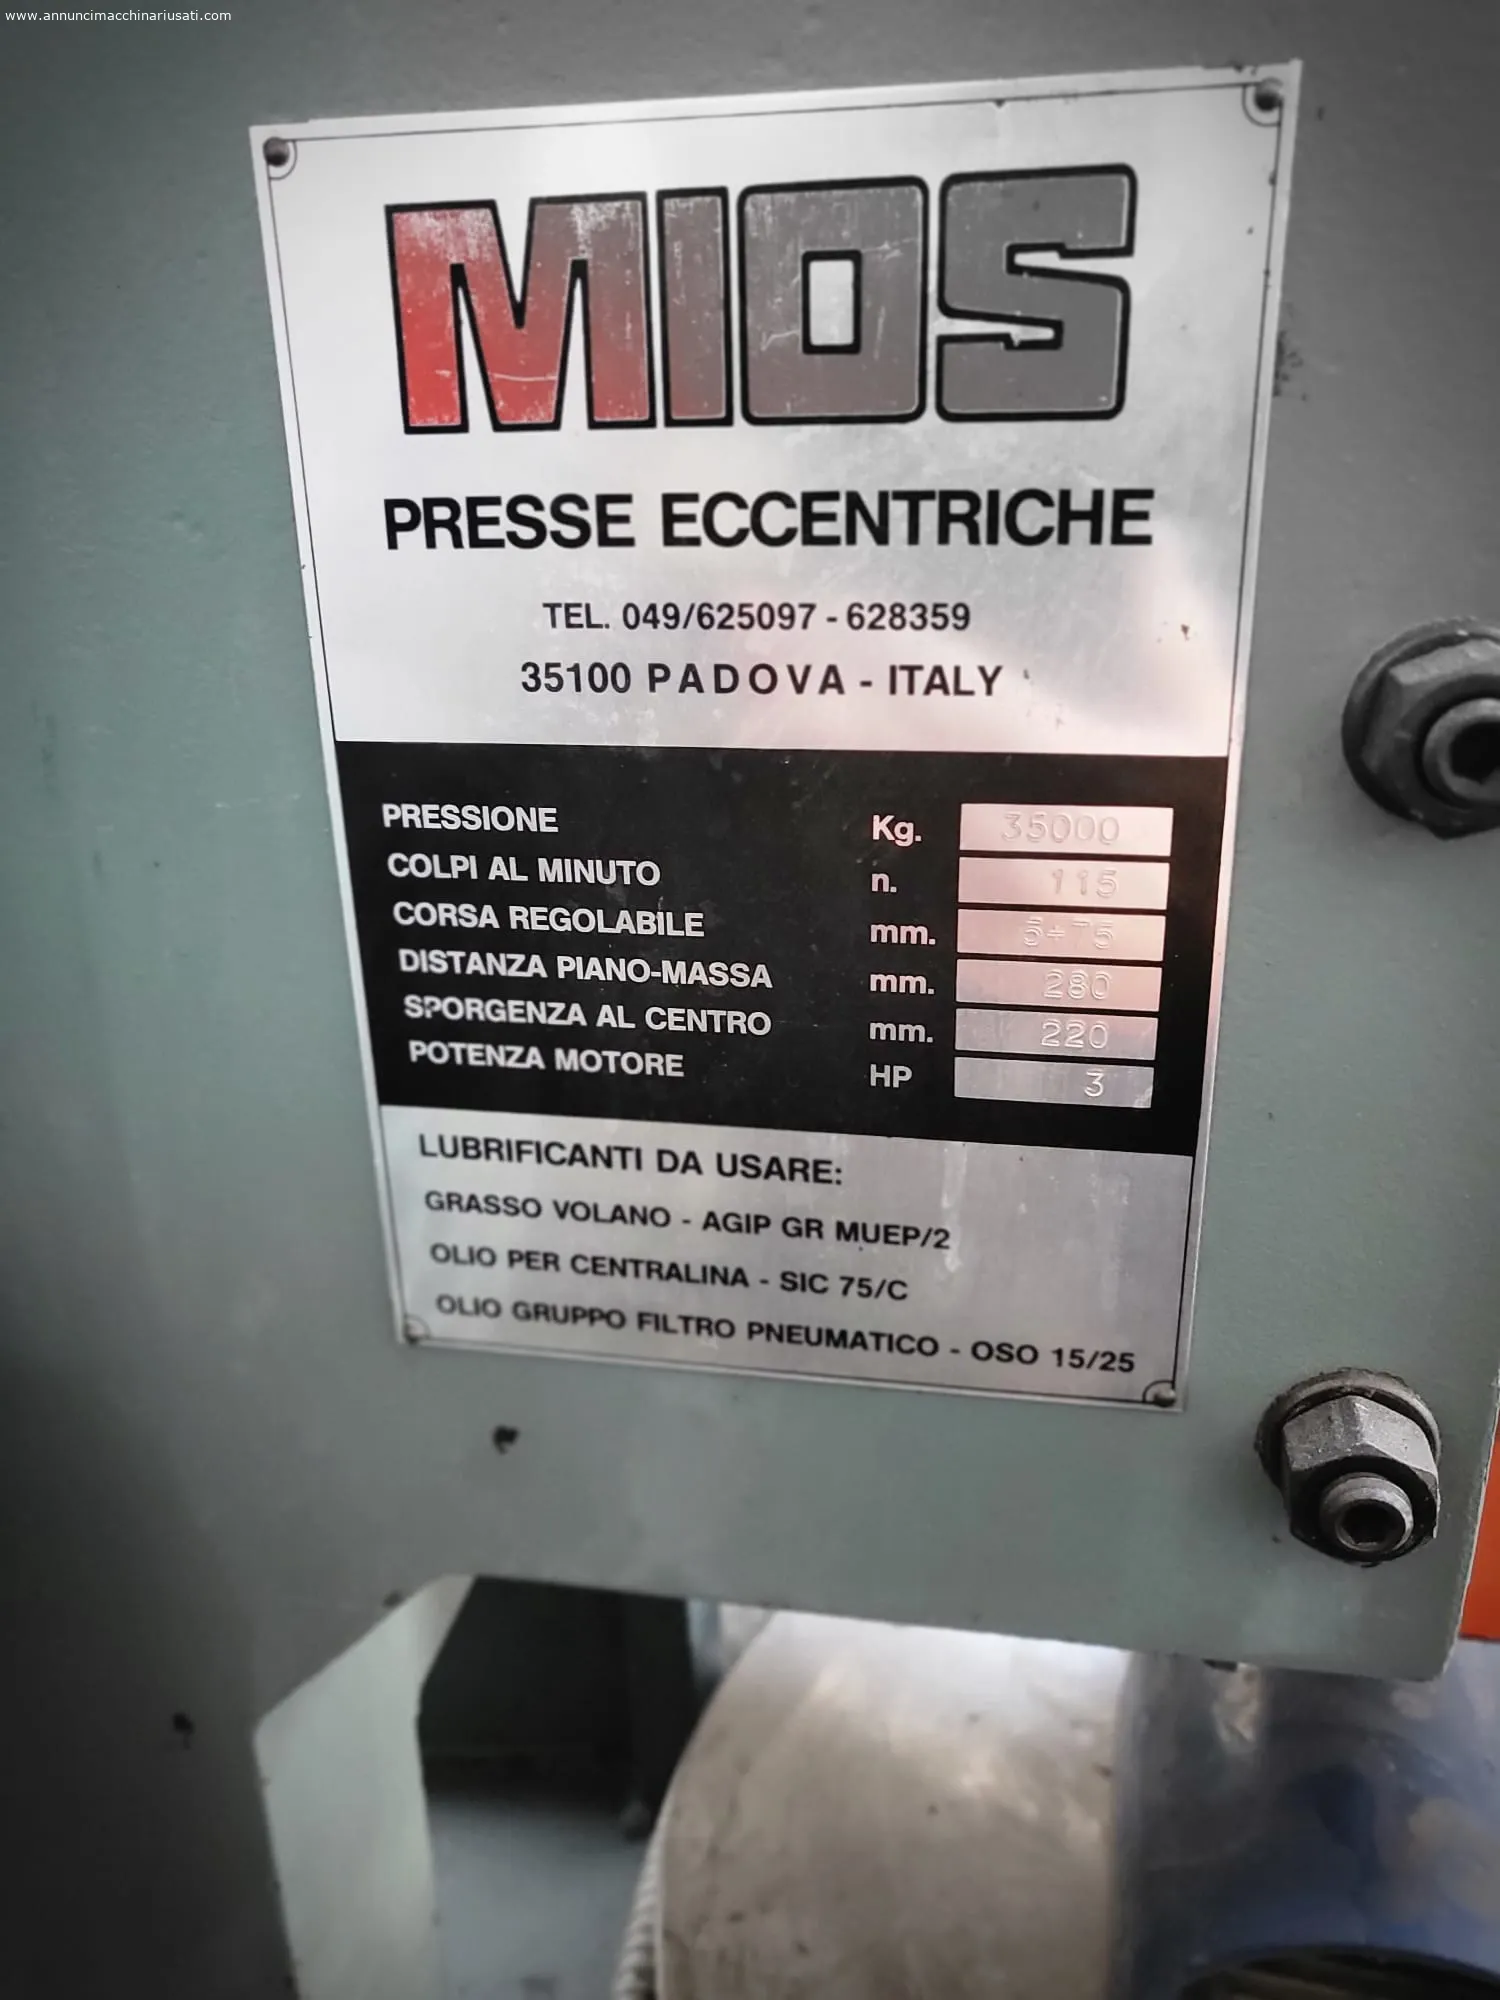 www.annuncimacchinariusati.com
MIOS
PRESSE ECCENTRICHE
TEL. 049/625097 - 628359
35100 PADOVA - ITALY
PRESSIONE Kg. 35000
COLPI AL MINUTO n. 115
CORSA REGOLABILE mm. 5÷75
DISTANZA PIANO-MASSA mm. 280
SPORGENZA AL CENTRO mm. 220
POTENZA MOTORE HP 3
LUBRIFICANTI DA USARE:
GRASSO VOLANO - AGIP GR MUEP/2
OLIO PER CENTRALINA - SIC 75/C
OLIO GRUPPO FILTRO PNEUMATICO - OSO 15/25